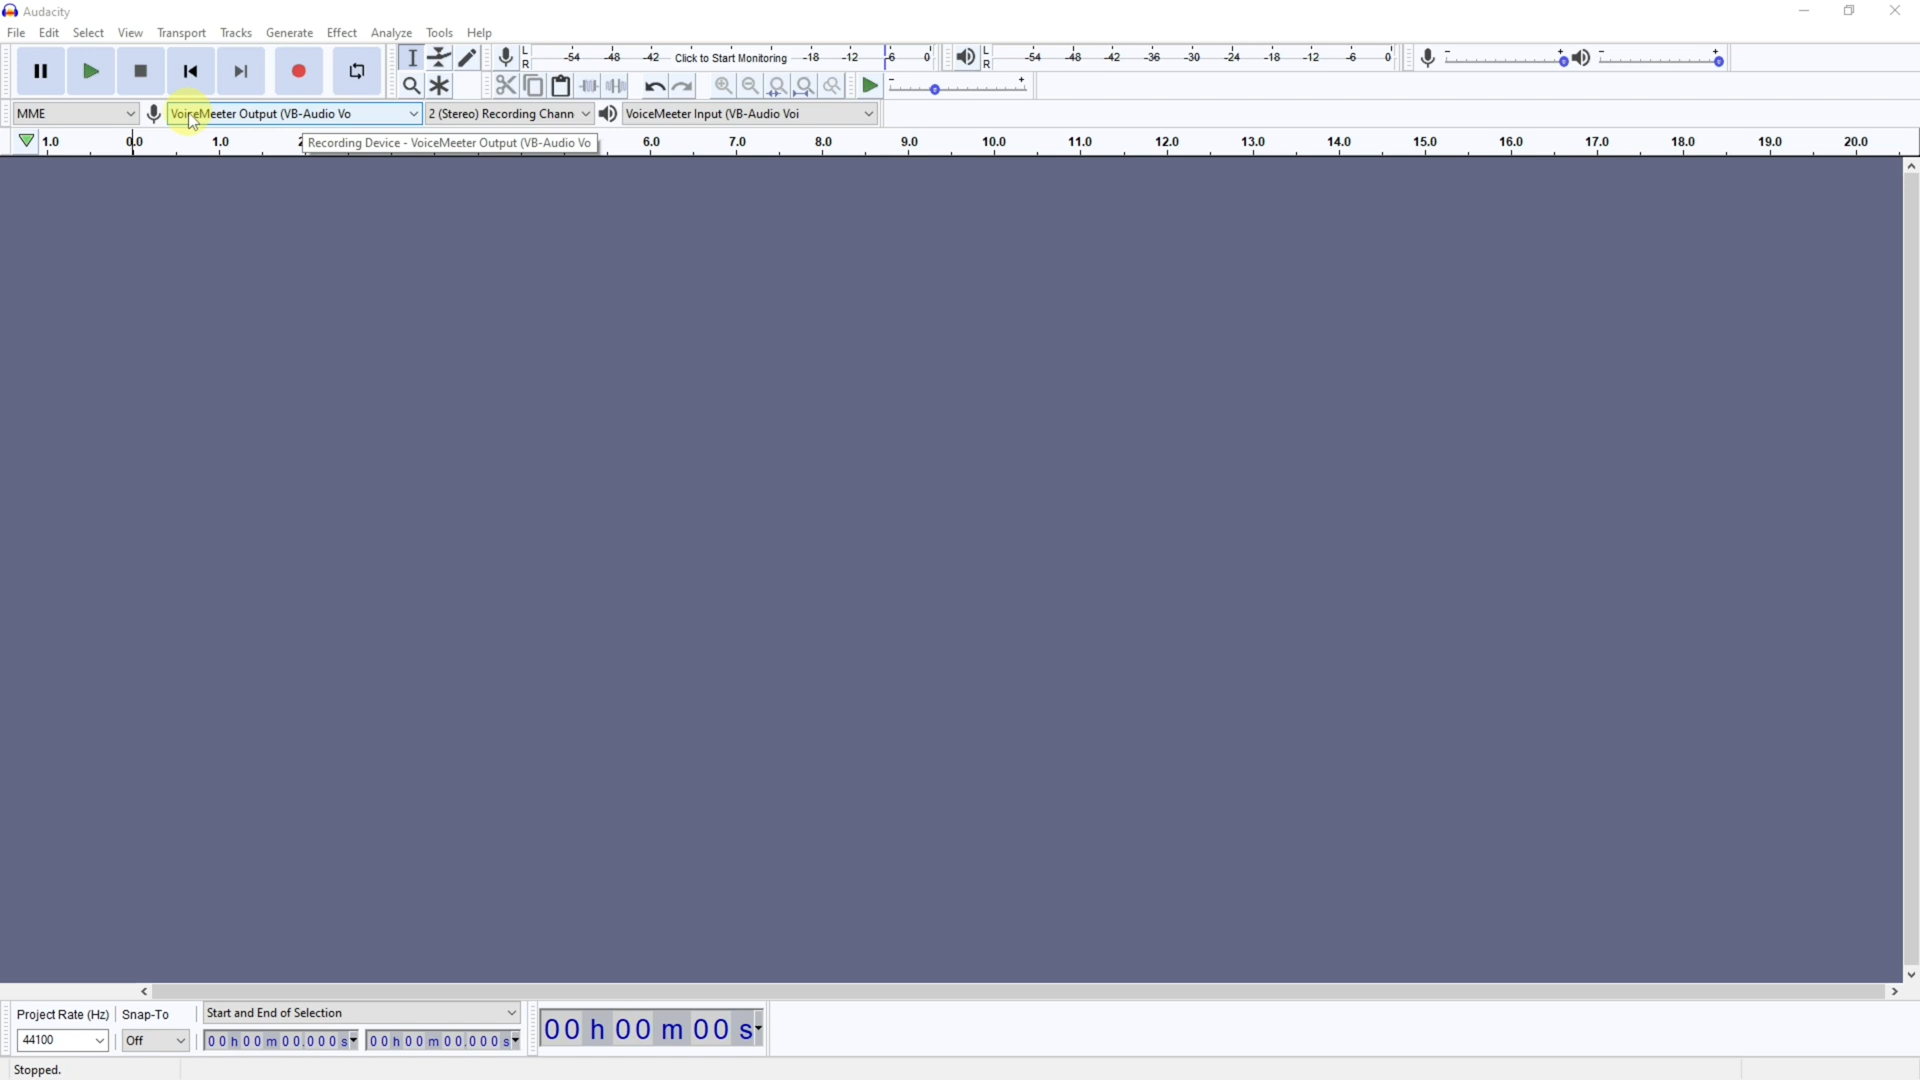 Audacity
File Edit Select View Transport Tracks Generate Effect Analyze Tools Help
L R -54 -48 -42 Click to Start Monitoring -18 -12 -6 0 L R -54 -48 -42 -36 -30 -24 -18 -12 -6 0 - + - +
- +
MME VoiceMeeter Output (VB-Audio Vo 2 (Stereo) Recording Chann VoiceMeeter Input (VB-Audio Voi
1.0 0.0 1.0 2 6.0 7.0 8.0 9.0 10.0 11.0 12.0 13.0 14.0 15.0 16.0 17.0 18.0 19.0 20.0
Recording Device - VoiceMeeter Output (VB-Audio Vo
Project Rate (Hz) Snap-To Start and End of Selection
44100 Off 00 h 00 m 00.000 s 00 h 00 m 00.000 s 00 h 00 m 00 s
Stopped.